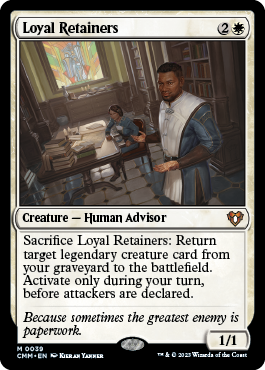 Loyal Retainers 2
Creature — Human Advisor
Sacrifice Loyal Retainers: Return
target legendary creature card from
your graveyard to the battlefield.
Activate only during your turn,
before attackers are declared.
Because sometimes the greatest enemy is
paperwork.
1/1
M 0039
CMM • EN Kieran Yanner
™ & © 2023 Wizards of the Coast